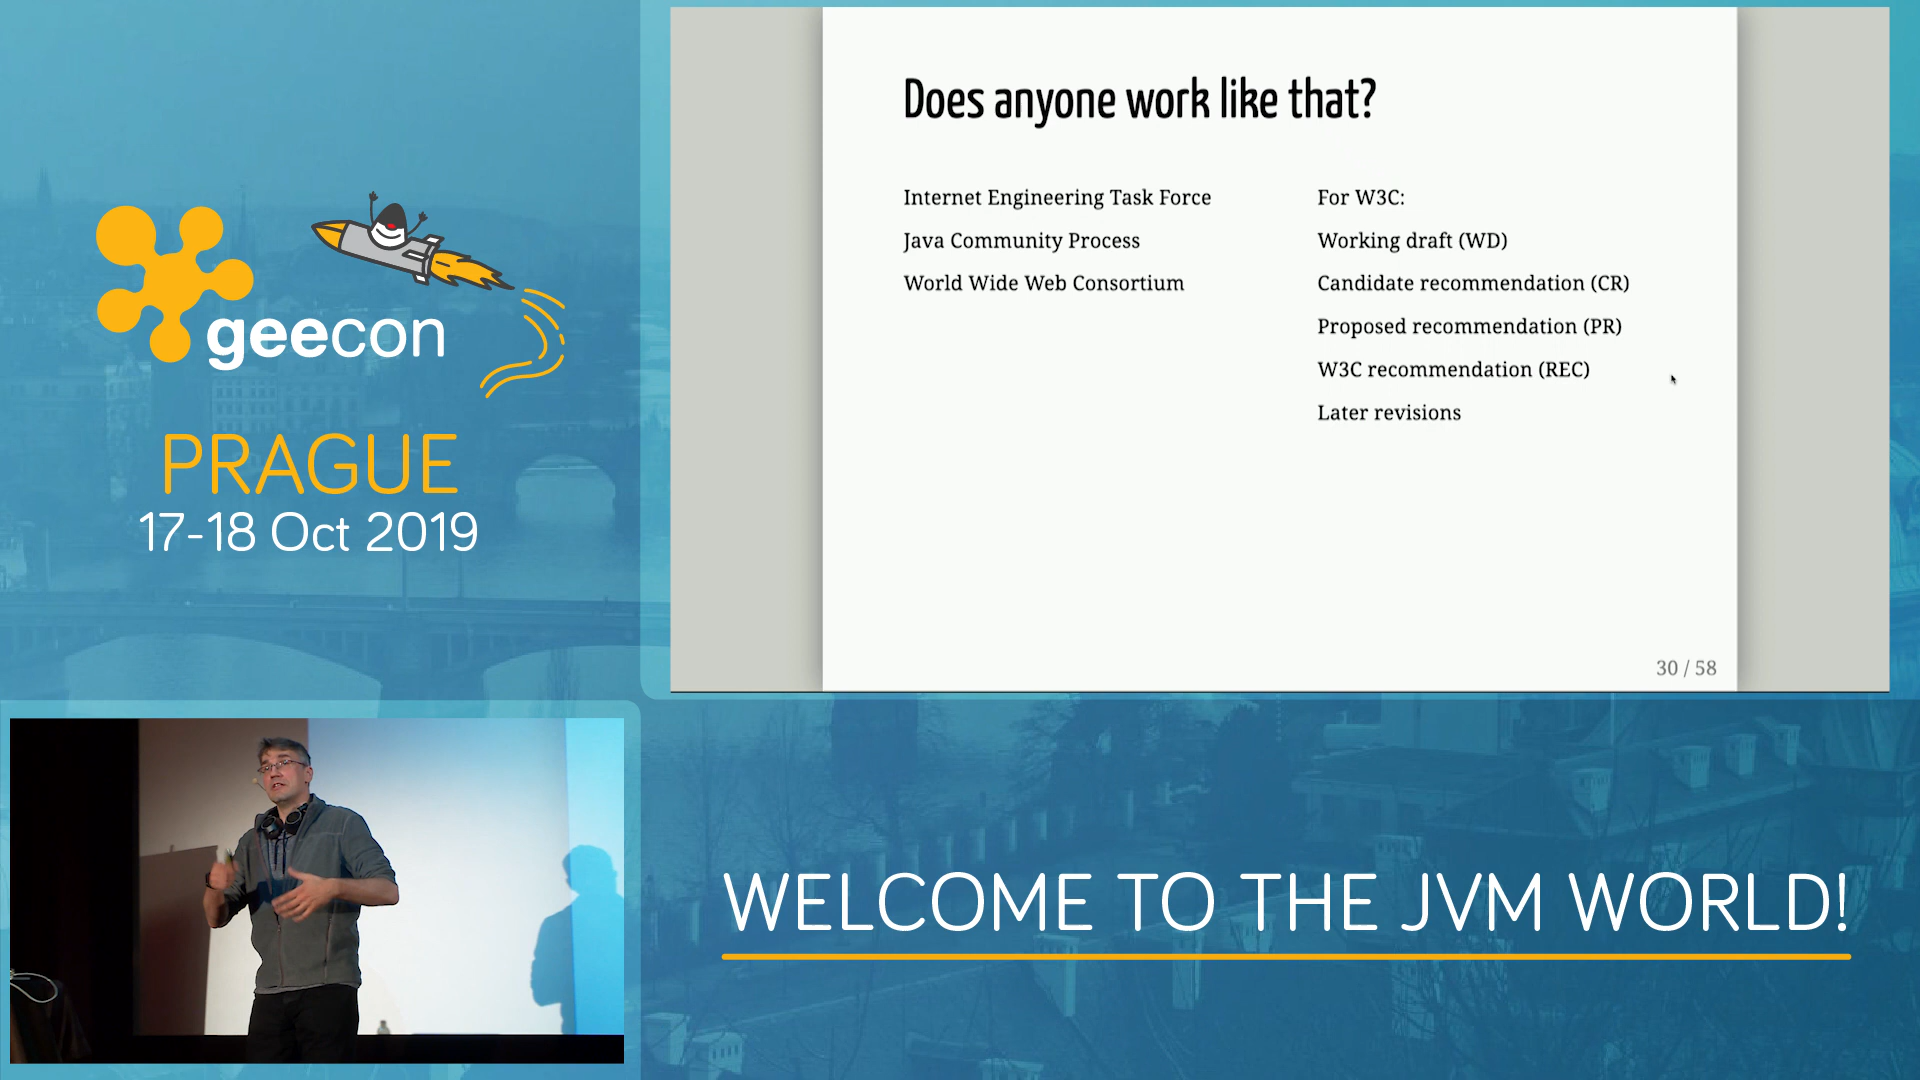 geecon
PRAGUE
17-18 Oct 2019
Does anyone work like that?
Internet Engineering Task Force
Java Community Process
World Wide Web Consortium
For W3C:
Working draft (WD)
Candidate recommendation (CR)
Proposed recommendation (PR)
W3C recommendation (REC)
Later revisions
30 / 58
WELCOME TO THE JVM WORLD!